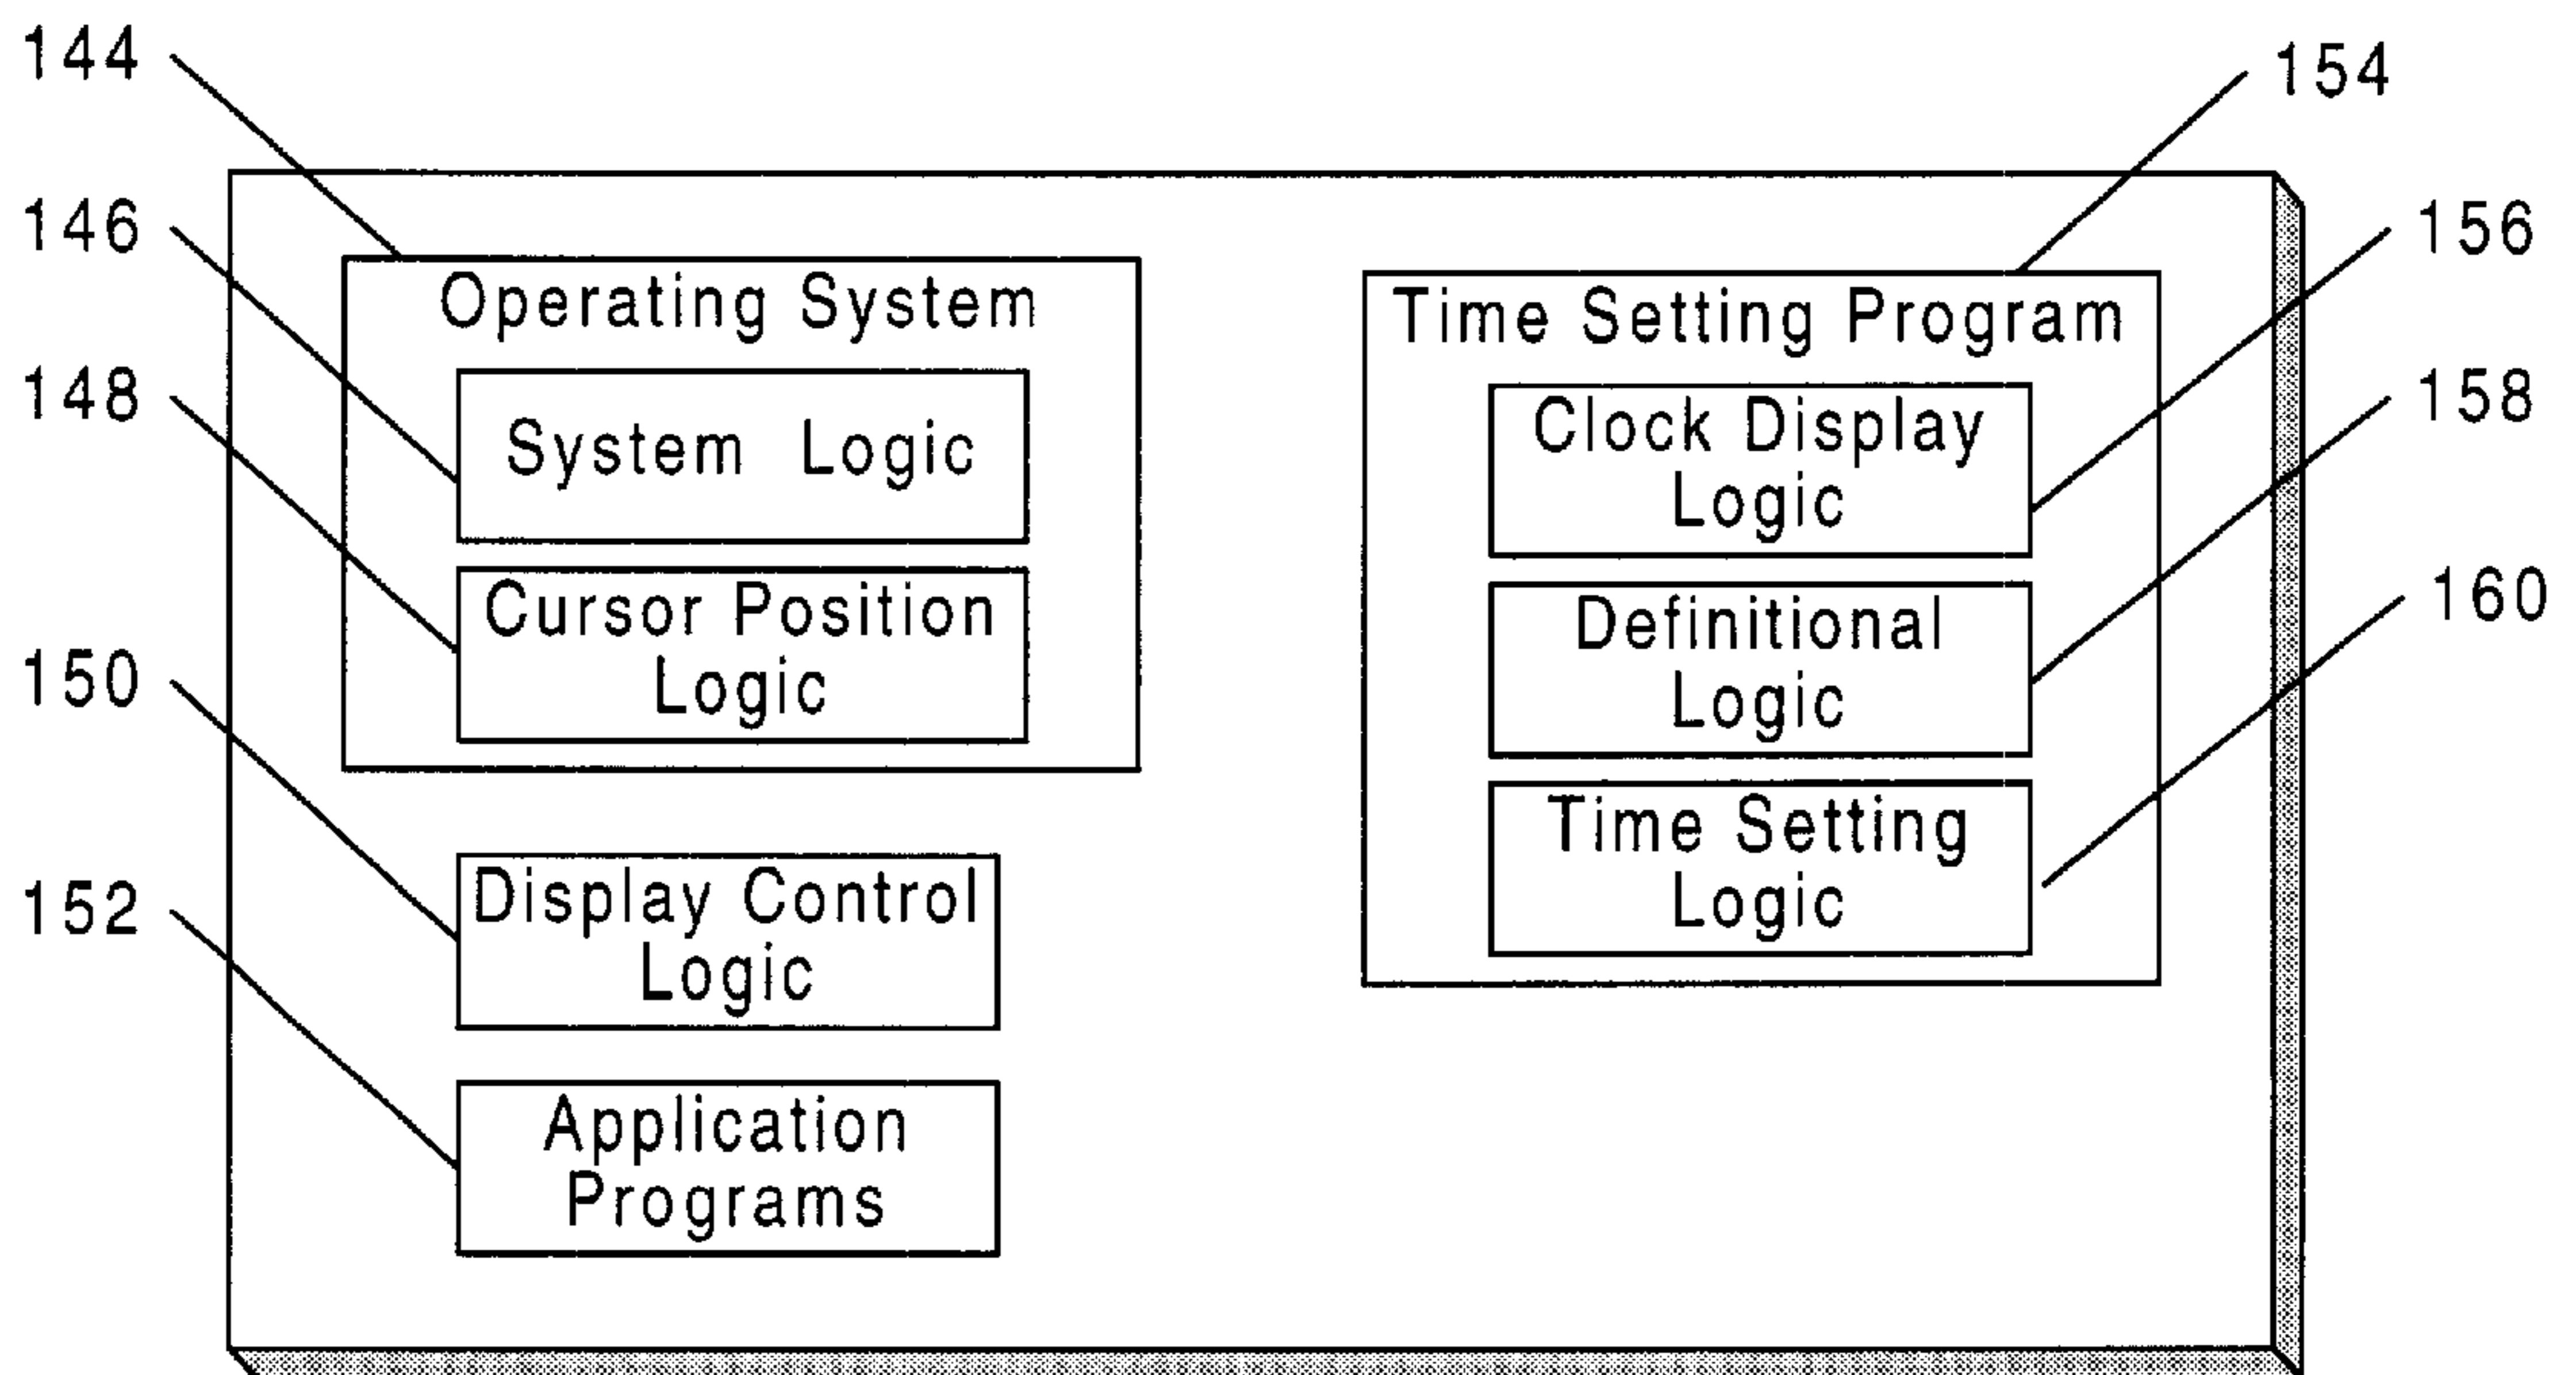 144
146
148
150
152
Operating System
System Logic
Cursor Position
Logic
Display Control
Logic
Application
Programs
Time Setting Program
Clock Display
Logic
Definitional
Logic
Time Setting
Logic
154
156
158
160